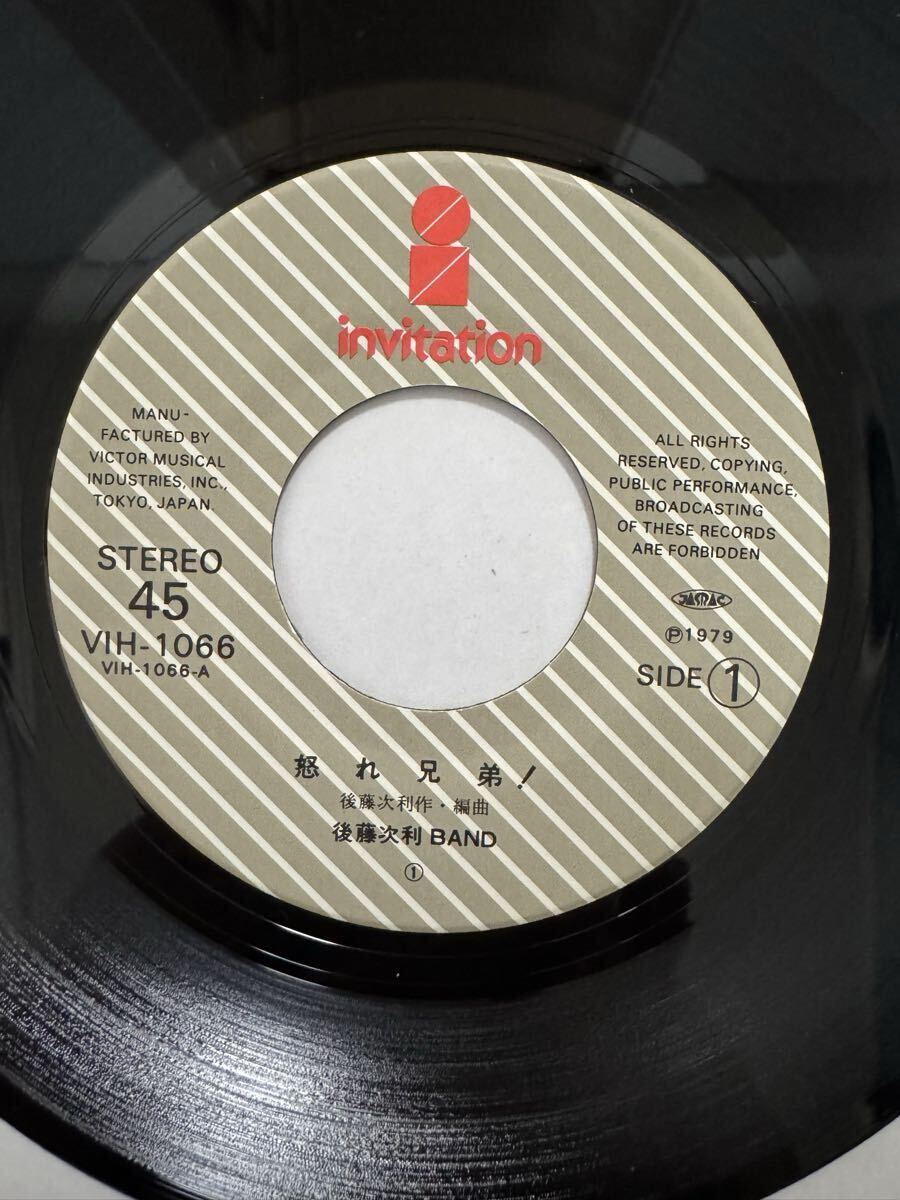 invitation
MANU-
FACTURED BY
VICTOR MUSICAL
INDUSTRIES, INC.,
TOKYO, JAPAN.
STEREO
45
VIH-1066
VIH-1066-A
ALL RIGHTS
RESERVED, COPYING,
PUBLIC PERFORMANCE,
BROADCASTING
OF THESE RECORDS
ARE FORBIDDEN
JASRAC
Ⓟ1979
SIDE ①
怒れ兄弟!
後藤次利作・編曲
後藤次利 BAND
①